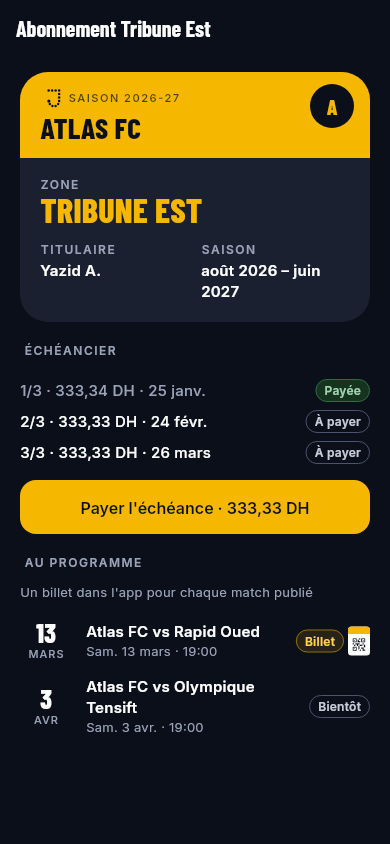 Abonnement Tribune Est
SAISON 2026-27
ATLAS FC
A
ZONE
TRIBUNE EST
TITULAIRE
Yazid A.
SAISON
août 2026 – juin
2027
ÉCHÉANCIER
1/3 · 333,34 DH · 25 janv.
Payée
2/3 · 333,33 DH · 24 févr.
À payer
3/3 · 333,33 DH · 26 mars
À payer
Payer l'échéance · 333,33 DH
AU PROGRAMME
Un billet dans l'app pour chaque match publié
13
MARS
Atlas FC vs Rapid Oued
Sam. 13 mars · 19:00
Billet
3
AVR
Atlas FC vs Olympique
Tensift
Sam. 3 avr. · 19:00
Bientôt